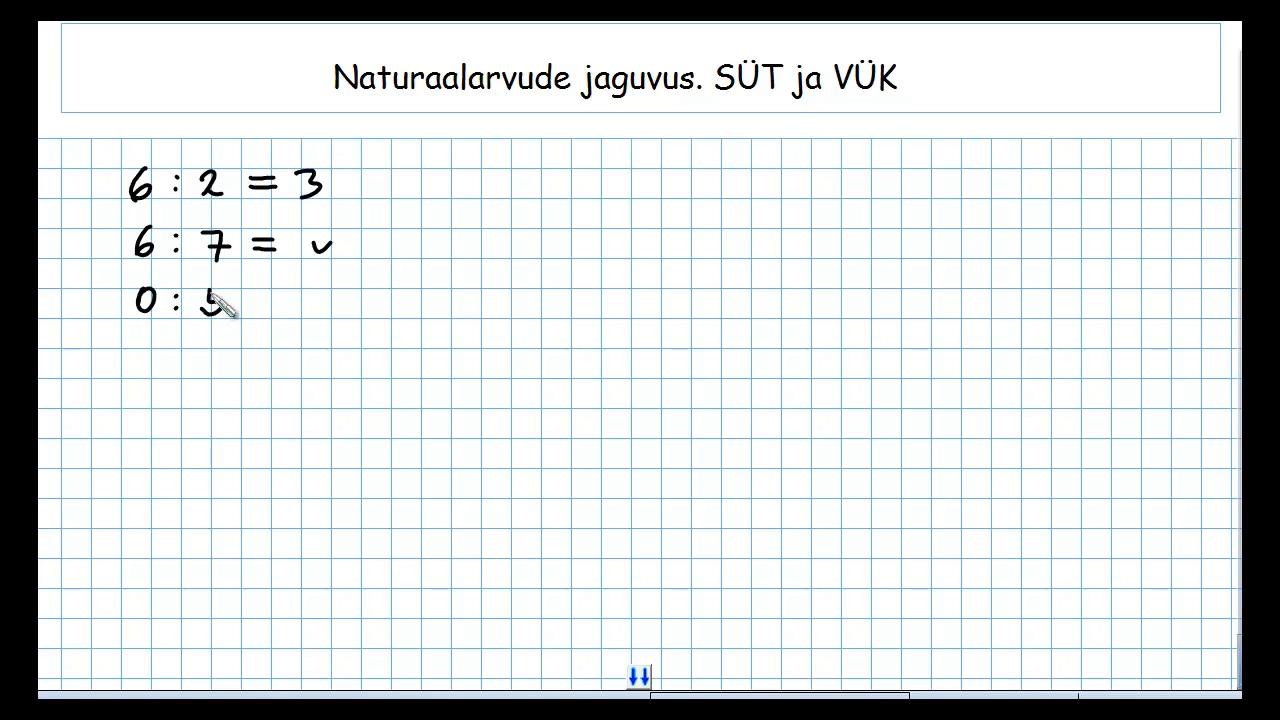 Naturaalarvude jaguvus. SÜT ja VÜK
6 : 2 = 3
6 : 7 = v
0 : 5